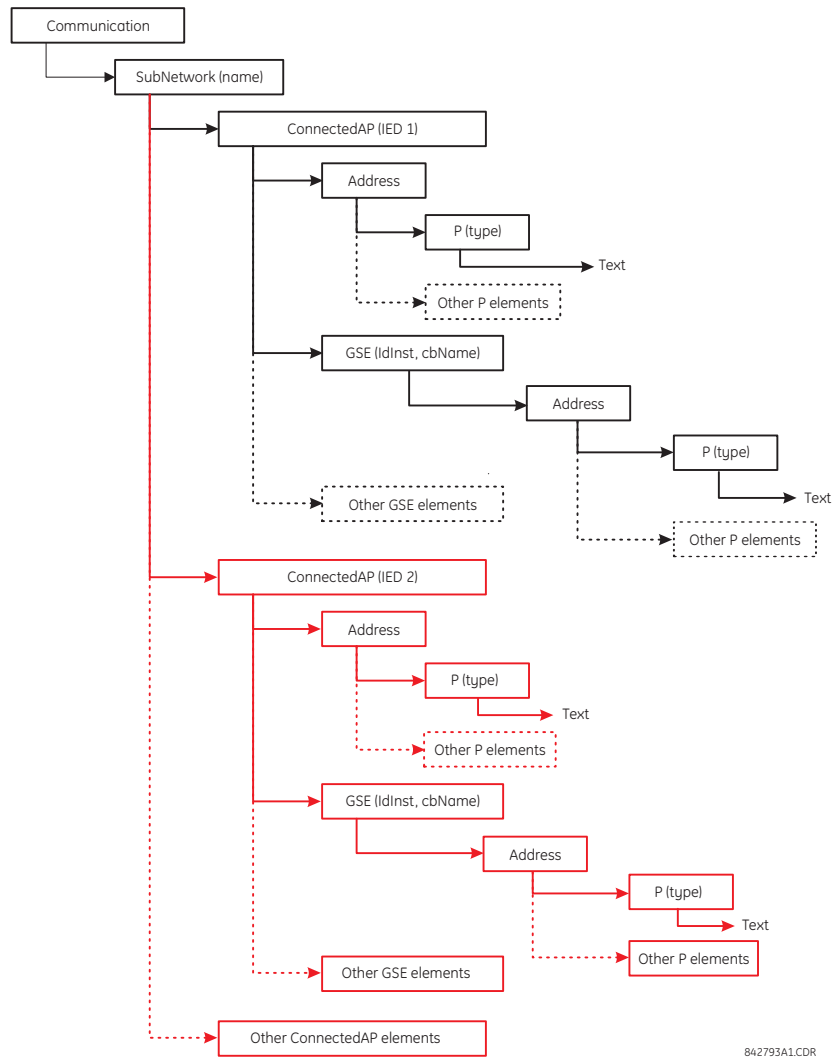 Communication
SubNetwork (name)
ConnectedAP (IED 1)
Address
P (type)
Text
Other P elements
GSE (IdInst, cbName)
Address
P (type)
Text
Other GSE elements
Other P elements
ConnectedAP (IED 2)
Address
P (type)
Text
Other P elements
GSE (IdInst, cbName)
Address
P (type)
Text
Other P elements
Other GSE elements
Other ConnectedAP elements
842793A1.CDR